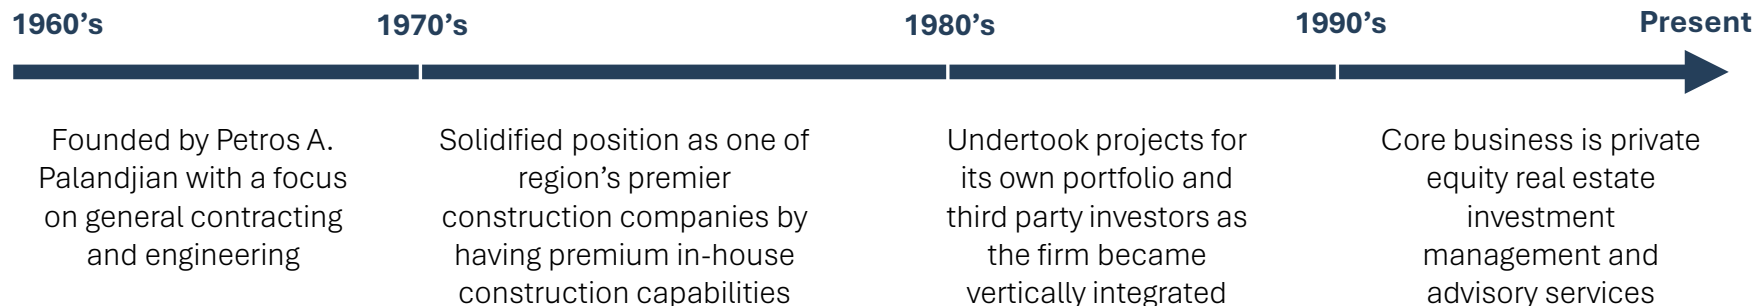 1960’s
1970’s
1980’s
1990’s
Present
Founded by Petros A.
Palandjian with a focus
on general contracting
and engineering
Solidified position as one of
region’s premier
construction companies by
having premium in-house
construction capabilities
Undertook projects for
its own portfolio and
third party investors as
the firm became
vertically integrated
Core business is private
equity real estate
investment
management and
advisory services